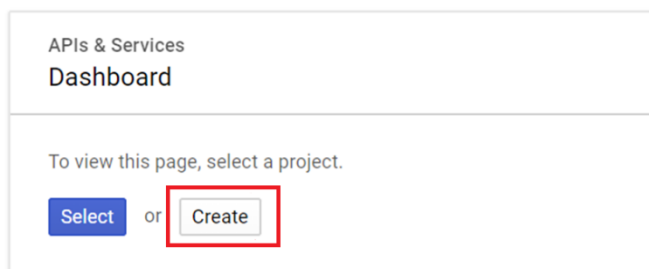 APIs & Services
Dashboard
To view this page, select a project.
Select or Create